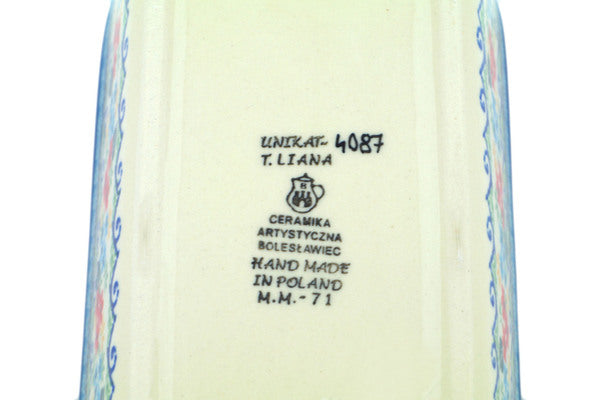 UNIKAT- 4087
T. LIANA
B
CERAMIKA
ARTYSTYCZNA
BOLESŁAWIEC
HAND MADE
IN POLAND
M.M.-71